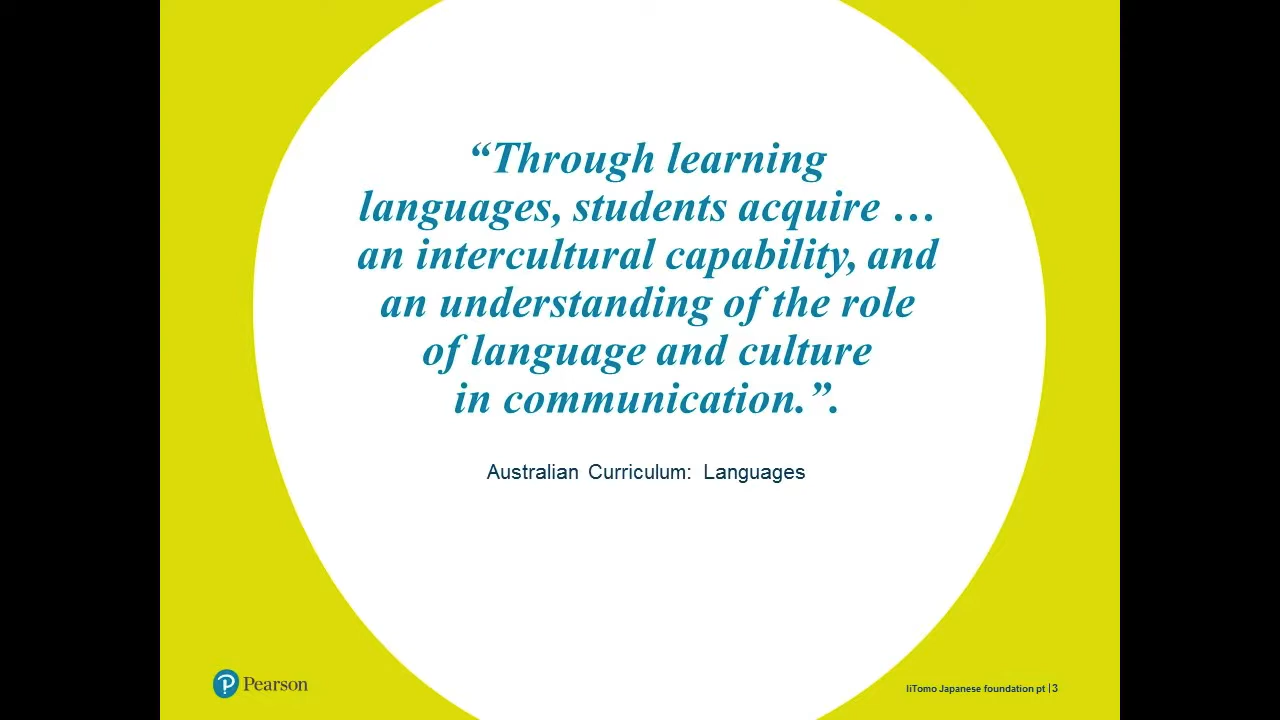 “Through learning
languages, students acquire …
an intercultural capability, and
an understanding of the role
of language and culture
in communication.”.
Australian Curriculum: Languages
Pearson
IiTomo Japanese foundation pt |3